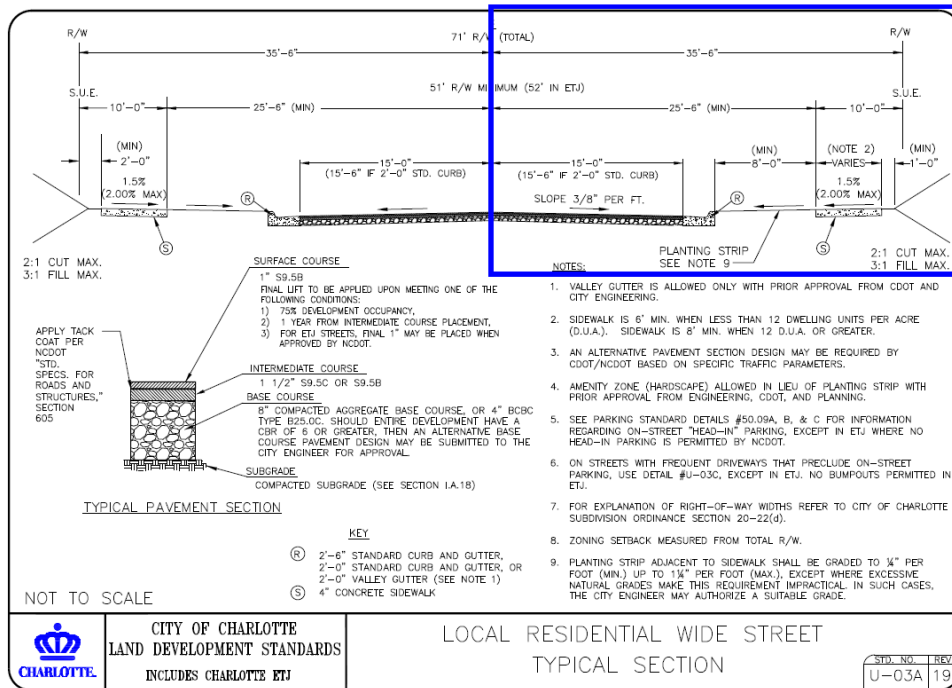 R/W
71' R/W (TOTAL)
R/W
35'-6"
35'-6"
51' R/W MINIMUM (52' IN ETJ)
S.U.E.
S.U.E.
10'-0"
25'-6" (MIN)
25'-6" (MIN)
10'-0"
(MIN)
2'-0"
15'-0"
(15'-6" IF 2'-0" STD. CURB)
15'-0"
(15'-6" IF 2'-0" STD. CURB)
(MIN)
8'-0"
(NOTE 2)
VARIES
(MIN)
1'-0"
1.5%
(2.00% MAX)
1.5%
(2.00% MAX)
R
SLOPE 3/8" PER FT.
R
S
S
PLANTING STRIP
SEE NOTE 9
2:1 CUT MAX.
3:1 FILL MAX.
2:1 CUT MAX.
3:1 FILL MAX.
SURFACE COURSE
1" S9.5B
FINAL LIFT TO BE APPLIED UPON MEETING ONE OF THE
FOLLOWING CONDITIONS:
1) 75% DEVELOPMENT OCCUPANCY,
2) 1 YEAR FROM INTERMEDIATE COURSE PLACEMENT,
3) FOR ETJ STREETS, FINAL 1" MAY BE PLACED WHEN
APPROVED BY NCDOT.
APPLY TACK
COAT PER
NCDOT
"STD.
SPECS. FOR
ROADS AND
STRUCTURES,"
SECTION
605
INTERMEDIATE COURSE
1 1/2" S9.5C OR S9.5B
BASE COURSE
8" COMPACTED AGGREGATE BASE COURSE, OR 4" BCBC
TYPE B25.0C. SHOULD ENTIRE DEVELOPMENT HAVE A
CBR OF 6 OR GREATER, THEN AN ALTERNATIVE BASE
COURSE PAVEMENT DESIGN MAY BE SUBMITTED TO THE
CITY ENGINEER FOR APPROVAL.
SUBGRADE
COMPACTED SUBGRADE (SEE SECTION I.A.18)
TYPICAL PAVEMENT SECTION
KEY
R 2'-6" STANDARD CURB AND GUTTER,
2'-0" STANDARD CURB AND GUTTER, OR
2'-0" VALLEY GUTTER (SEE NOTE 1)
S 4" CONCRETE SIDEWALK
NOTES:
1. VALLEY GUTTER IS ALLOWED ONLY WITH PRIOR APPROVAL FROM CDOT AND
CITY ENGINEERING.
2. SIDEWALK IS 6' MIN. WHEN LESS THAN 12 DWELLING UNITS PER ACRE
(D.U.A.). SIDEWALK IS 8' MIN. WHEN 12 D.U.A. OR GREATER.
3. AN ALTERNATIVE PAVEMENT SECTION DESIGN MAY BE REQUIRED BY
CDOT/NCDOT BASED ON SPECIFIC TRAFFIC PARAMETERS.
4. AMENITY ZONE (HARDSCAPE) ALLOWED IN LIEU OF PLANTING STRIP WITH
PRIOR APPROVAL FROM ENGINEERING, CDOT, AND PLANNING.
5. SEE PARKING STANDARD DETAILS #50.09A, B, & C FOR INFORMATION
REGARDING ON-STREET "HEAD-IN" PARKING, EXCEPT IN ETJ WHERE NO
HEAD-IN PARKING IS PERMITTED BY NCDOT.
6. ON STREETS WITH FREQUENT DRIVEWAYS THAT PRECLUDE ON-STREET
PARKING, USE DETAIL #U-03C, EXCEPT IN ETJ. NO BUMPOUTS PERMITTED IN
ETJ.
7. FOR EXPLANATION OF RIGHT-OF-WAY WIDTHS REFER TO CITY OF CHARLOTTE
SUBDIVISION ORDINANCE SECTION 20-22(d).
8. ZONING SETBACK MEASURED FROM TOTAL R/W.
9. PLANTING STRIP ADJACENT TO SIDEWALK SHALL BE GRADED TO ¼" PER
FOOT (MIN.) UP TO 1¼" PER FOOT (MAX.), EXCEPT WHERE EXCESSIVE
NATURAL GRADES MAKE THIS REQUIREMENT IMPRACTICAL. IN SUCH CASES,
THE CITY ENGINEER MAY AUTHORIZE A SUITABLE GRADE.
NOT TO SCALE
CHARLOTTE.
CITY OF CHARLOTTE
LAND DEVELOPMENT STANDARDS
INCLUDES CHARLOTTE ETJ
LOCAL RESIDENTIAL WIDE STREET
TYPICAL SECTION
STD. NO. REV
U-03A 19